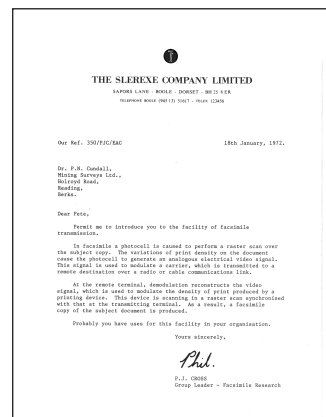 THE SLEREXE COMPANY LIMITED
SAPORS LANE - BOOLE - DORSET - BH 25 8 ER
TELEPHONE BOOLE (945 13) 51617 - TELEX 123456
Our Ref. 350/PJC/EAC 18th January, 1972.
Dr. P.N. Cundall,
Mining Surveys Ltd.,
Holroyd Road,
Reading,
Berks.
Dear Pete,
Permit me to introduce you to the facility of facsimile
transmission.
In facsimile a photocell is caused to perform a raster scan over
the subject copy. The variations of print density on the document
cause the photocell to generate an analogous electrical video signal.
This signal is used to modulate a carrier, which is transmitted to a
remote destination over a radio or cable communications link.
At the remote terminal, demodulation reconstructs the video
signal, which is used to modulate the density of print produced by a
printing device. This device is scanning in a raster scan synchronised
with that at the transmitting terminal. As a result, a facsimile
copy of the subject document is produced.
Probably you have uses for this facility in your organisation.
Yours sincerely,
Phil.
P.J. CROSS
Group Leader - Facsimile Research